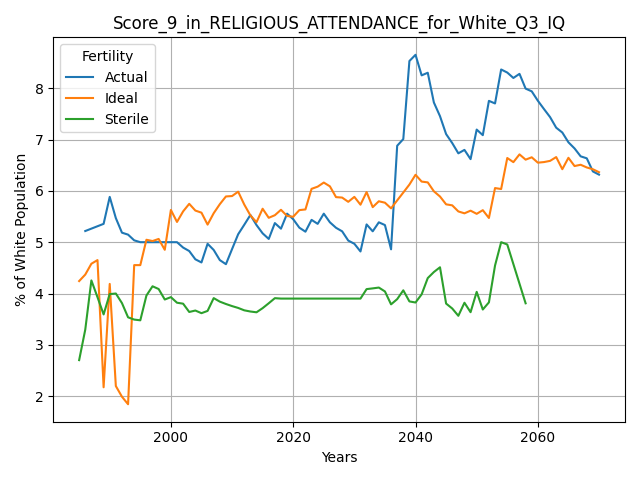 Score_9_in_RELIGIOUS_ATTENDANCE_for_White_Q3_IQ
Fertility
Actual
Ideal
Sterile
% of White Population
8
7
6
5
4
3
2
2000
2020
2040
2060
Years